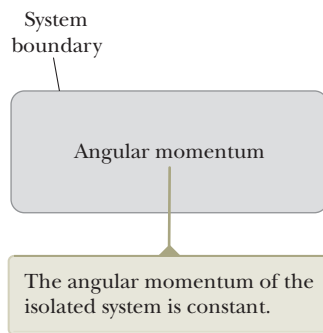 System
boundary
Angular momentum
The angular momentum of the
isolated system is constant.